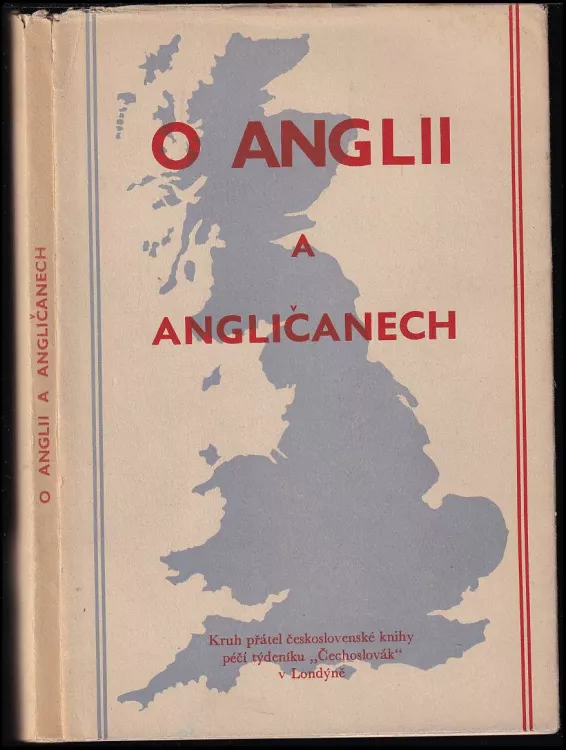 O ANGLII A ANGLIČANECH
O ANGLII
A
ANGLIČANECH
Kruh přátel československé knihy
péčí týdeníku „Čechoslovák“
v Londýně